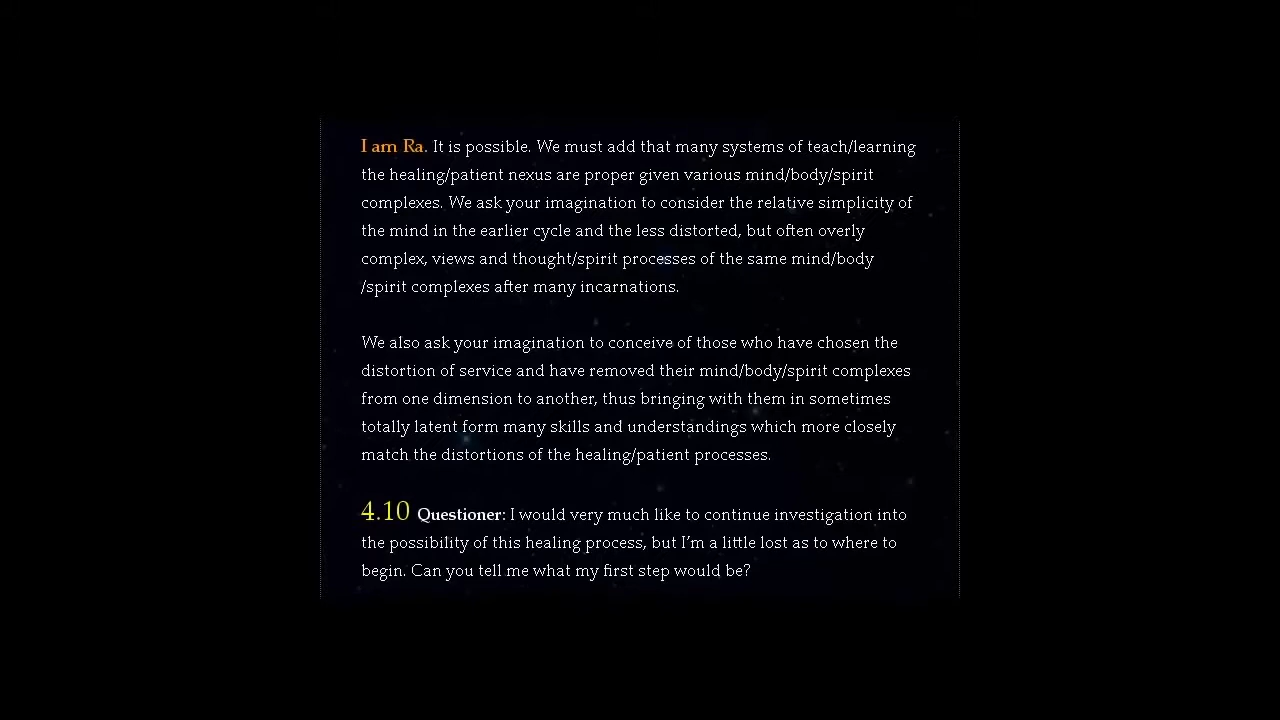 I am Ra. It is possible. We must add that many systems of teach/learning
the healing/patient nexus are proper given various mind/body/spirit
complexes. We ask your imagination to consider the relative simplicity of
the mind in the earlier cycle and the less distorted, but often overly
complex, views and thought/spirit processes of the same mind/body
/spirit complexes after many incarnations.
We also ask your imagination to conceive of those who have chosen the
distortion of service and have removed their mind/body/spirit complexes
from one dimension to another, thus bringing with them in sometimes
totally latent form many skills and understandings which more closely
match the distortions of the healing/patient processes.
4.10 Questioner: I would very much like to continue investigation into
the possibility of this healing process, but I’m a little lost as to where to
begin. Can you tell me what my first step would be?